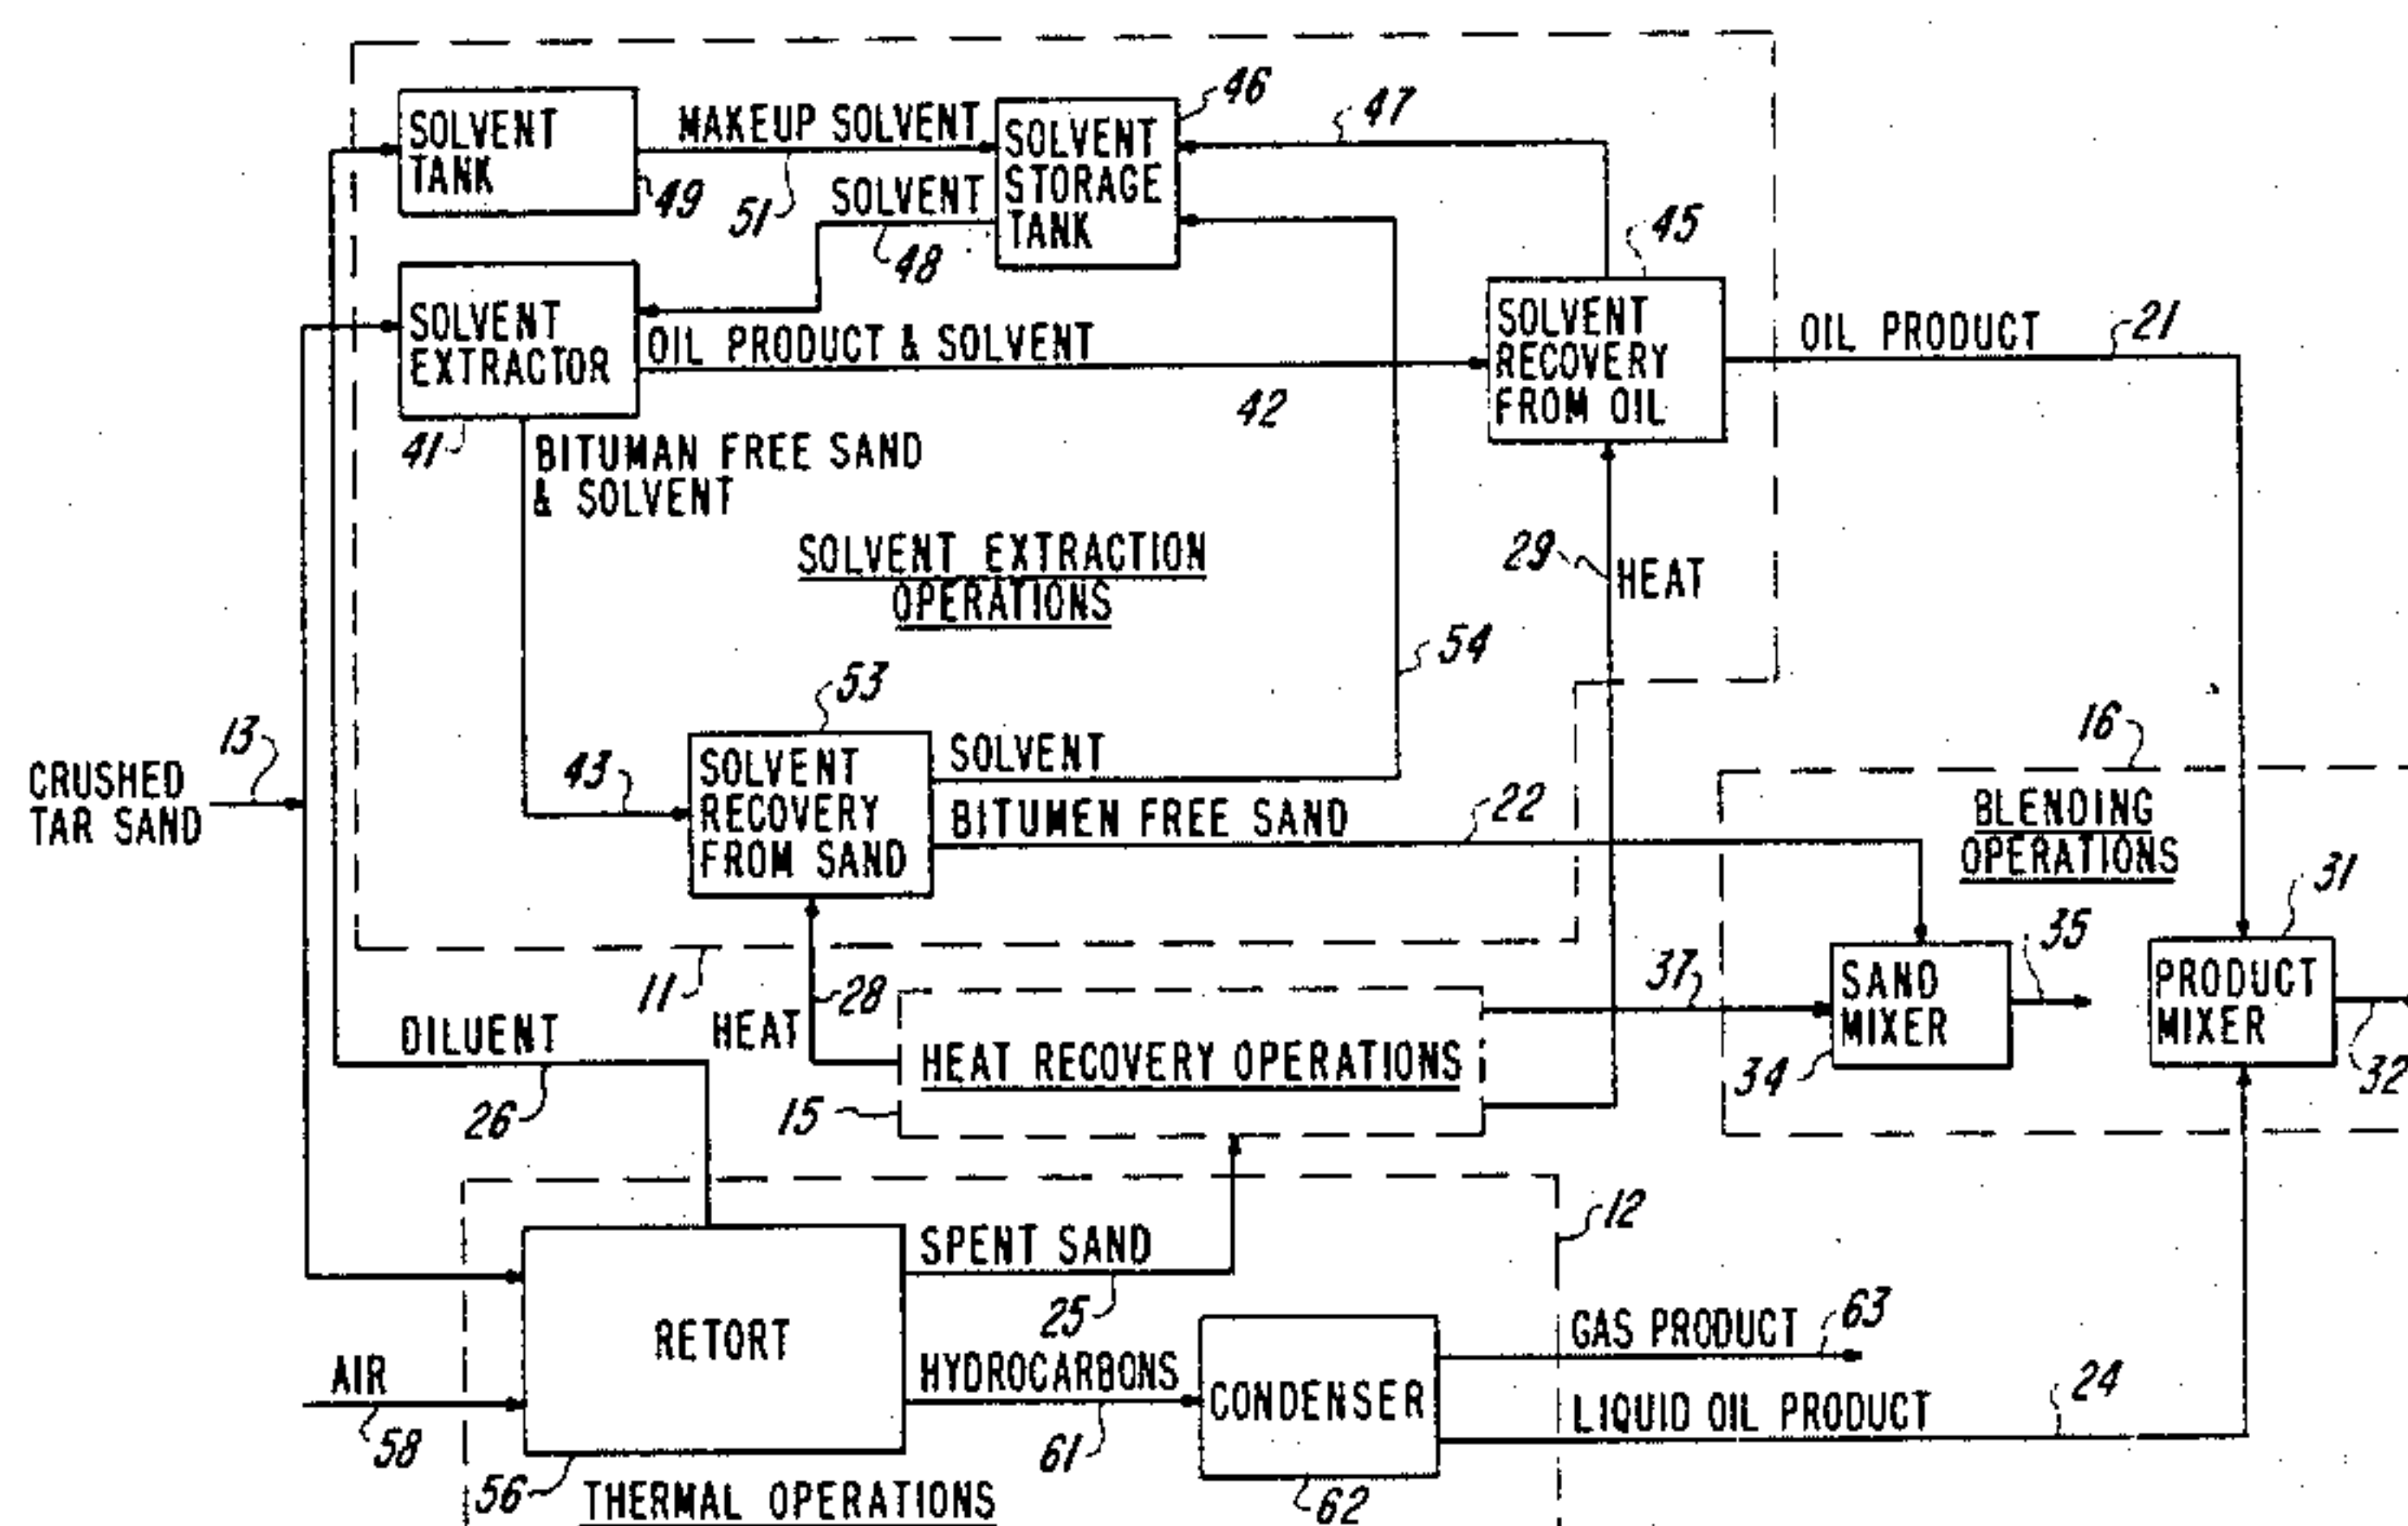 SOLVENT
TANK
49
MAKEUP SOLVENT
51
SOLVENT
48
SOLVENT
STORAGE
TANK
46
47
SOLVENT
EXTRACTOR
41
OIL PRODUCT & SOLVENT
42
SOLVENT
RECOVERY
FROM OIL
45
OIL PRODUCT
21
BITUMAN FREE SAND
& SOLVENT
SOLVENT EXTRACTION
OPERATIONS
29
HEAT
54
53
CRUSHED
TAR SAND
13
43
SOLVENT
RECOVERY
FROM SAND
SOLVENT
BITUMEN FREE SAND
22
16
BLENDING
OPERATIONS
31
35
11
28
HEAT
37
SAND
MIXER
34
PRODUCT
MIXER
32
DILUENT
26
HEAT RECOVERY OPERATIONS
15
12
SPENT SAND
25
RETORT
56
AIR
58
HYDROCARBONS
61
CONDENSER
62
GAS PRODUCT
63
LIQUID OIL PRODUCT
24
THERMAL OPERATIONS